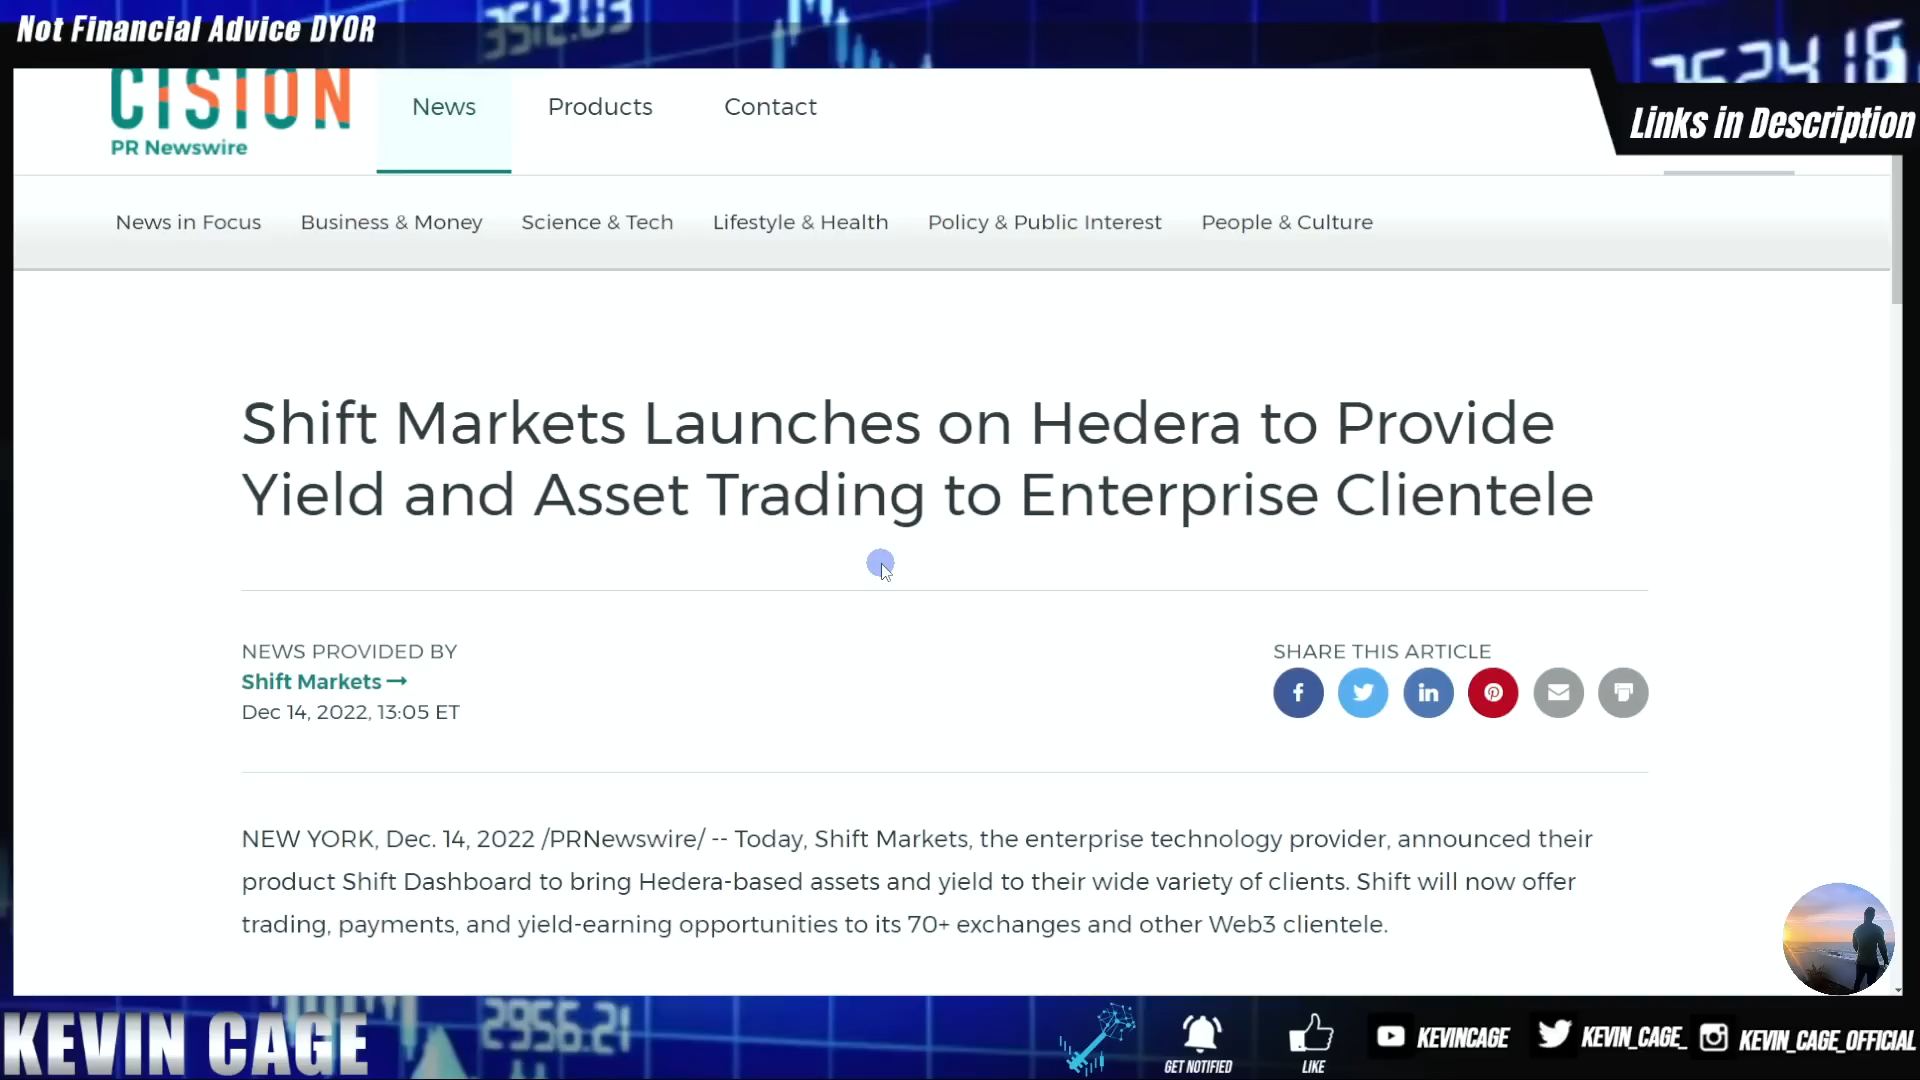 Not Financial Advice DYOR
3512.03
Links in Description
CISION
PR Newswire
News
Products
Contact
News in Focus
Business & Money
Science & Tech
Lifestyle & Health
Policy & Public Interest
People & Culture
Shift Markets Launches on Hedera to Provide
Yield and Asset Trading to Enterprise Clientele
NEWS PROVIDED BY
Shift Markets
Dec 14, 2022, 13:05 ET
SHARE THIS ARTICLE
NEW YORK, Dec. 14, 2022 /PRNewswire/ -- Today, Shift Markets, the enterprise technology provider, announced their
product Shift Dashboard to bring Hedera-based assets and yield to their wide variety of clients. Shift will now offer
trading, payments, and yield-earning opportunities to its 70+ exchanges and other Web3 clientele.
KEVIN CAGE
2956.21
GET NOTIFIED
LIKE
KEVINCAGE
KEVIN_CAGE_
KEVIN_CAGE_OFFICIAL